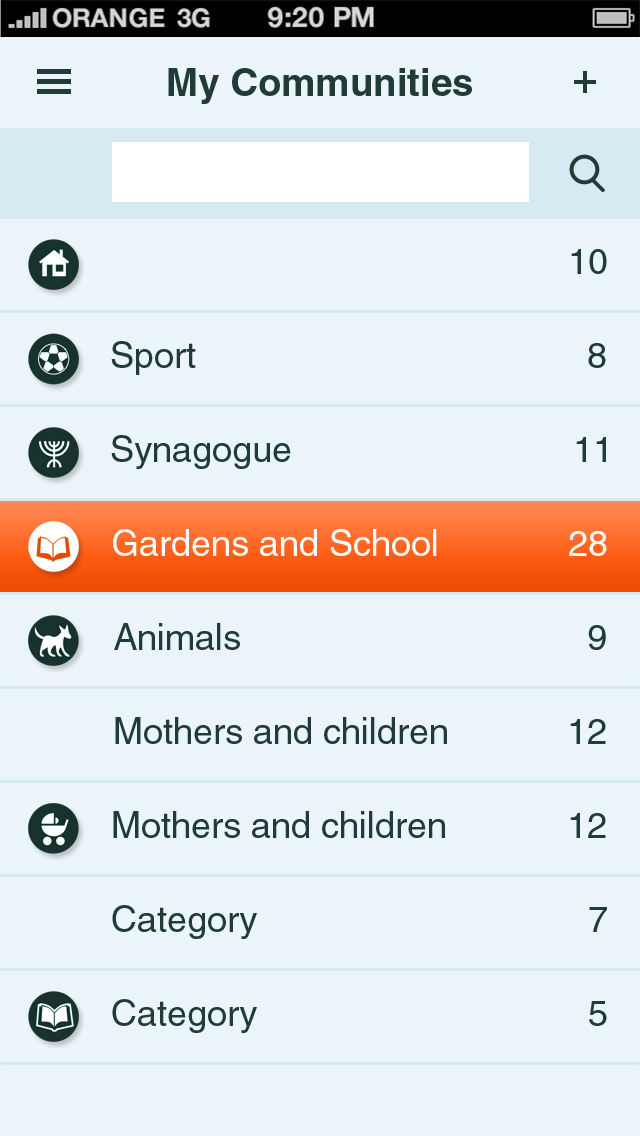 ORANGE 3G 9:20 PM
My Communities +
10
Sport 8
Synagogue 11
Gardens and School 28
Animals 9
Mothers and children 12
Mothers and children 12
Category 7
Category 5